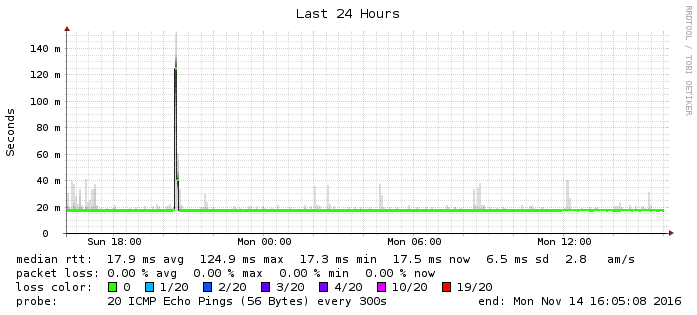 Last 24 Hours
RRDTOOL / TOBI OETIKER
Seconds
140 m
120 m
100 m
80 m
60 m
40 m
20 m
0
Sun 18:00 Mon 00:00 Mon 06:00 Mon 12:00
median rtt: 17.9 ms avg 124.9 ms max 17.3 ms min 17.5 ms now 6.5 ms sd 2.8 am/s
packet loss: 0.00 % avg 0.00 % max 0.00 % min 0.00 % now
loss color: 0 1/20 2/20 3/20 4/20 10/20 19/20
probe: 20 ICMP Echo Pings (56 Bytes) every 300s end: Mon Nov 14 16:05:08 2016